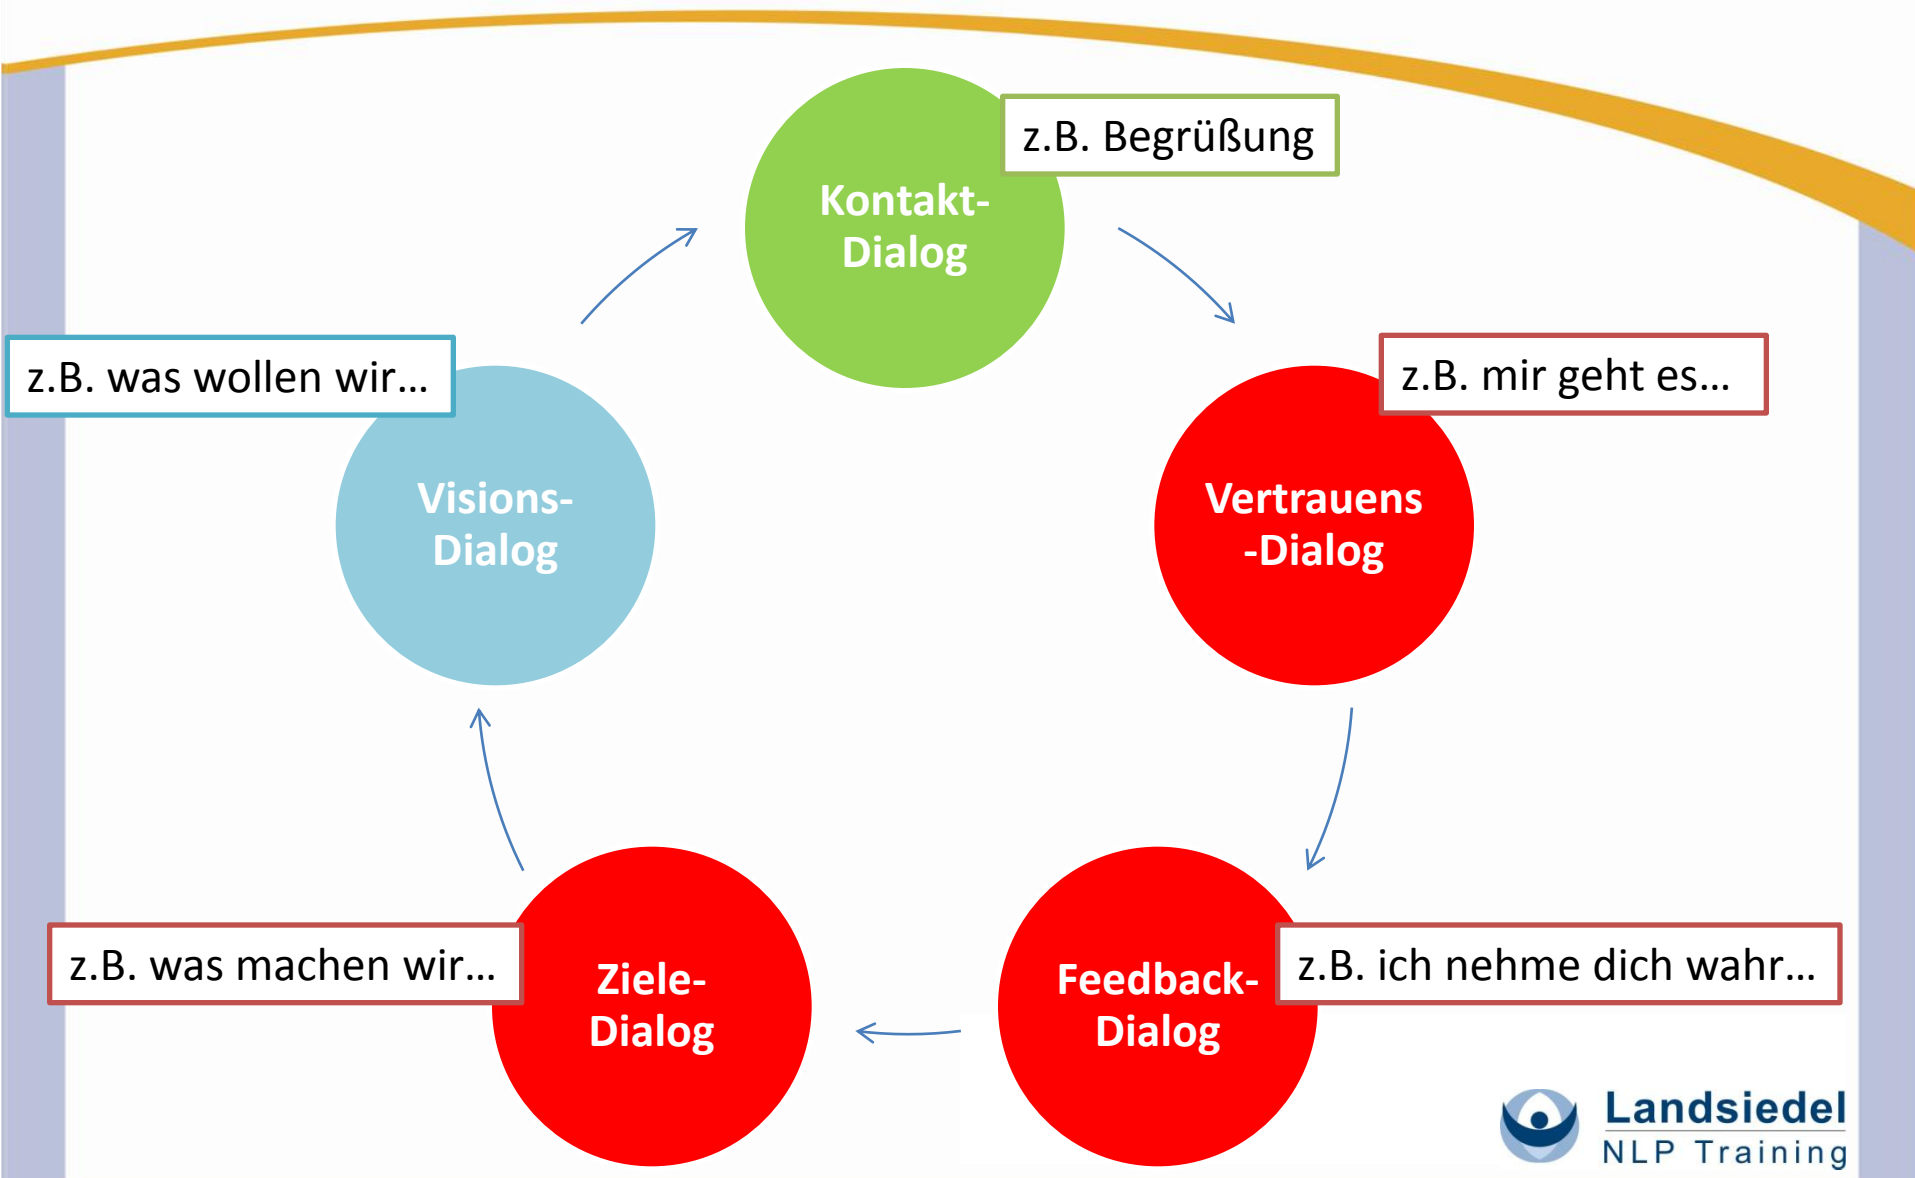 Kontakt-
Dialog
z.B. Begrüßung
Vertrauens
-Dialog
z.B. mir geht es...
Feedback-
Dialog
z.B. ich nehme dich wahr...
Ziele-
Dialog
z.B. was machen wir...
Visions-
Dialog
z.B. was wollen wir...
Landsiedel
NLP Training